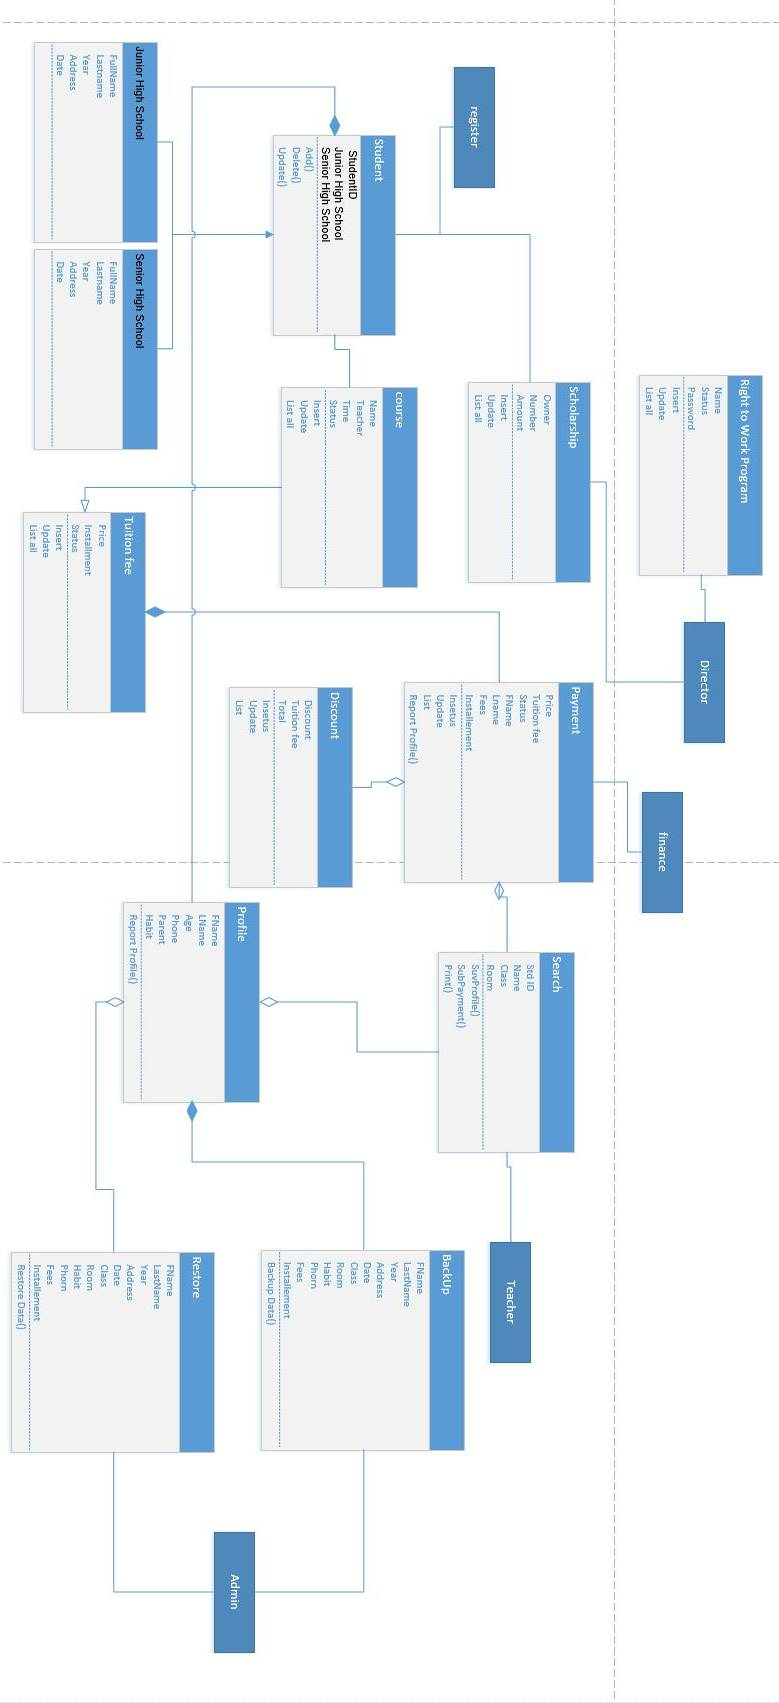 Right to Work Program
Name
Status
Password
Insert
Update
List all
Director
finance
register
Scholarship
Owner
Number
Amount
Insert
Update
List all
Payment
Price
Tuition fee
Status
FName
Lname
Fees
Installement
Insetus
Update
List
Report Profile()
Search
Std ID
Name
Class
Room
SuvProfile()
SubPayment()
Print()
Teacher
Student
StudentID
Junior High School
Senior High School
Add()
Delete()
Update()
course
Name
Teacher
Time
Status
Insert
Update
List all
Discount
Discount
Tuition fee
Total
Insetus
Update
List
Profile
FName
LName
Age
Phone
Parent
Habit
Report Profile()
BackUp
FName
LastName
Year
Address
Date
Class
Room
Habit
Phorn
Fees
Installement
Backup Data()
Admin
Junior High School
FullName
Lastname
Year
Address
Date
Senior High School
FullName
Lastname
Year
Address
Date
Tuition fee
Price
Installment
Status
Insert
Update
List all
Restore
FName
LastName
Year
Address
Date
Class
Room
Habit
Phorn
Fees
Installement
Restore Data()